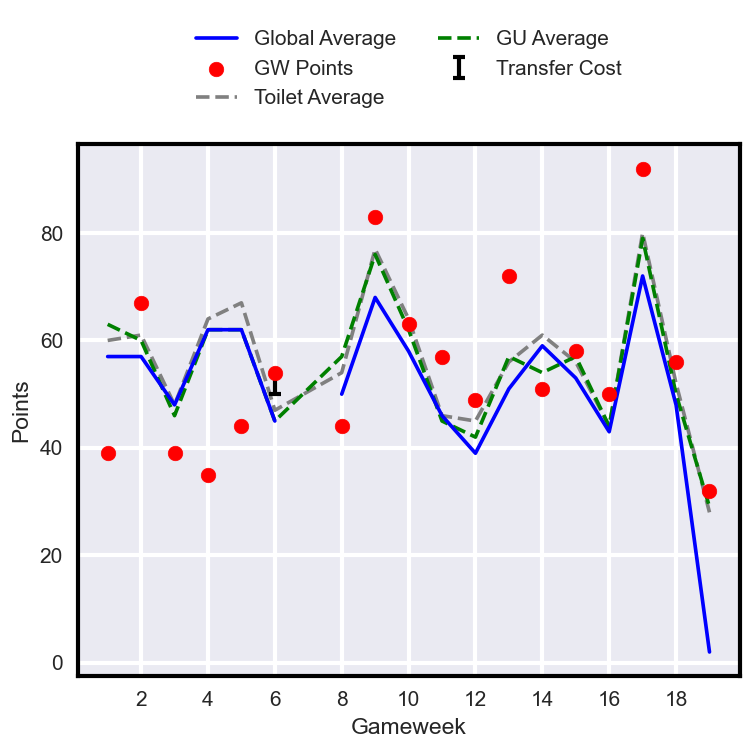 Global Average
GW Points
Toilet Average
GU Average
Transfer Cost
Points
80
60
40
20
0
2 4 6 8 10 12 14 16 18
Gameweek